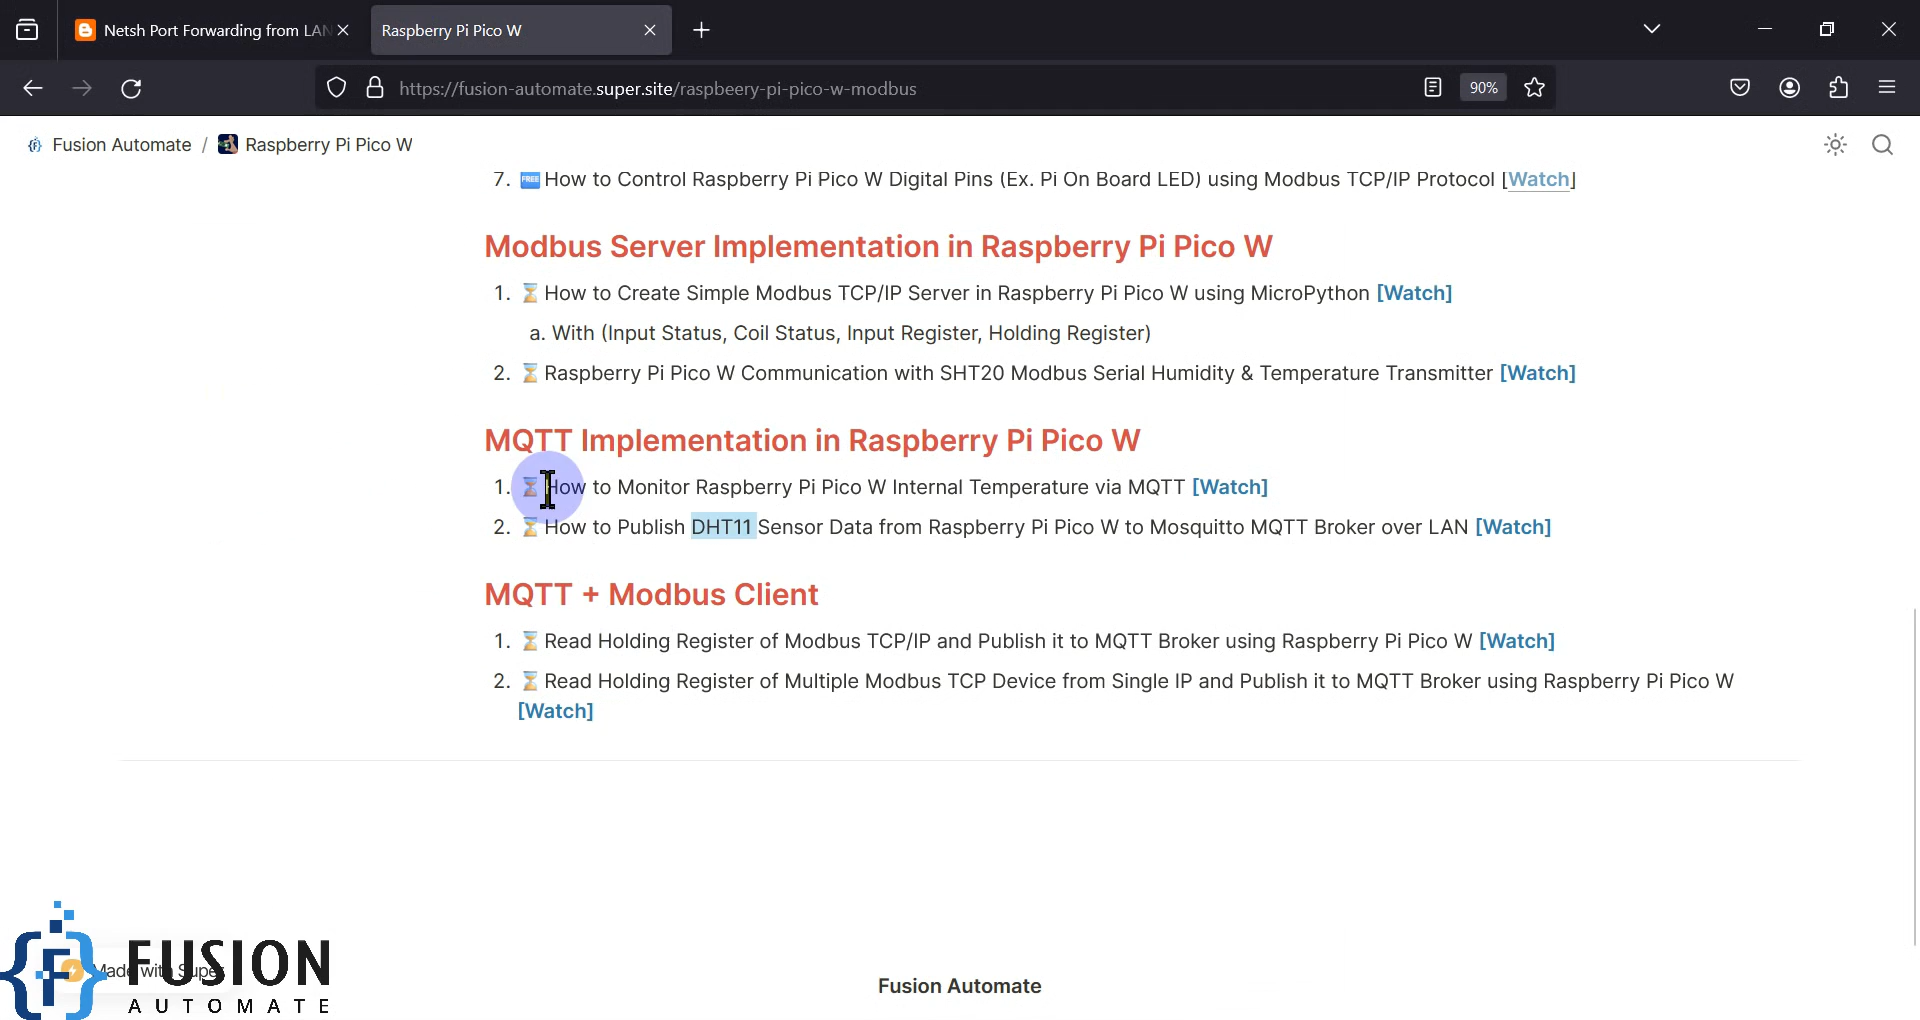 Netsh Port Forwarding from LAN
Raspberry Pi Pico W
https://fusion-automate.super.site/raspbeery-pi-pico-w-modbus
90%
Fusion Automate / Raspberry Pi Pico W
7. FREE How to Control Raspberry Pi Pico W Digital Pins (Ex. Pi On Board LED) using Modbus TCP/IP Protocol [Watch]
Modbus Server Implementation in Raspberry Pi Pico W
1. ⏳How to Create Simple Modbus TCP/IP Server in Raspberry Pi Pico W using MicroPython [Watch]
a. With (Input Status, Coil Status, Input Register, Holding Register)
2. ⏳Raspberry Pi Pico W Communication with SHT20 Modbus Serial Humidity & Temperature Transmitter [Watch]
MQTT Implementation in Raspberry Pi Pico W
1. ⏳How to Monitor Raspberry Pi Pico W Internal Temperature via MQTT [Watch]
2. ⏳How to Publish DHT11 Sensor Data from Raspberry Pi Pico W to Mosquitto MQTT Broker over LAN [Watch]
MQTT + Modbus Client
1. ⏳Read Holding Register of Modbus TCP/IP and Publish it to MQTT Broker using Raspberry Pi Pico W [Watch]
2. ⏳Read Holding Register of Multiple Modbus TCP Device from Single IP and Publish it to MQTT Broker using Raspberry Pi Pico W
[Watch]
Made with Super
FUSION
AUTOMATE
Fusion Automate